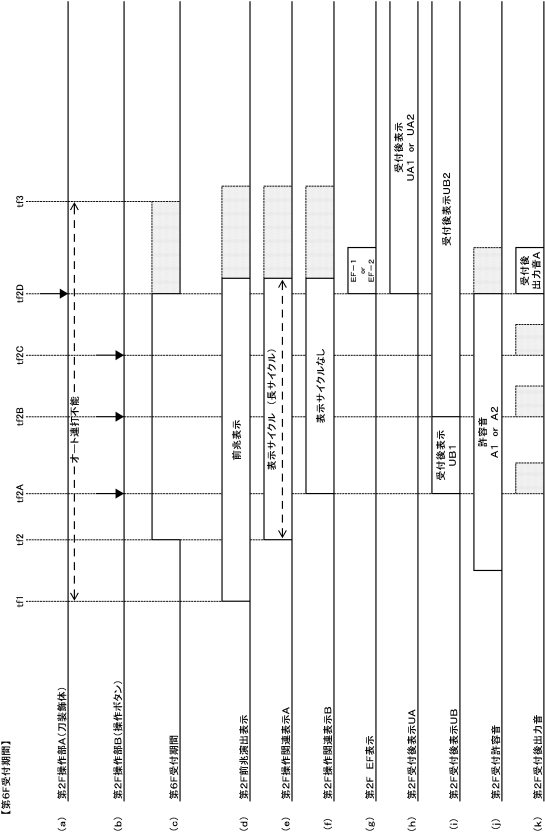 【第6F受付期間】
tf1
tf2
tf2A
tf2B
tf2C
tf2D
tf3
(a) 第2F操作部A(刀装飾体)
オート連打不能
(b) 第2F操作部B(操作ボタン)
(c) 第6F受付期間
(d) 第2F前兆演出表示
前兆表示
(e) 第2F操作関連表示A
表示サイクル (長サイクル)
(f) 第2F操作関連表示B
表示サイクルなし
(g) 第2F EF表示
EF-1
or
EF-2
(h) 第2F受付後表示UA
受付後表示
UA1 or UA2
(i) 第2F受付後表示UB
受付後表示
UB1
受付後表示UB2
(j) 第2F受付許容音
許容音
A1 or A2
(k) 第2F受付後出力音
受付後
出力音A